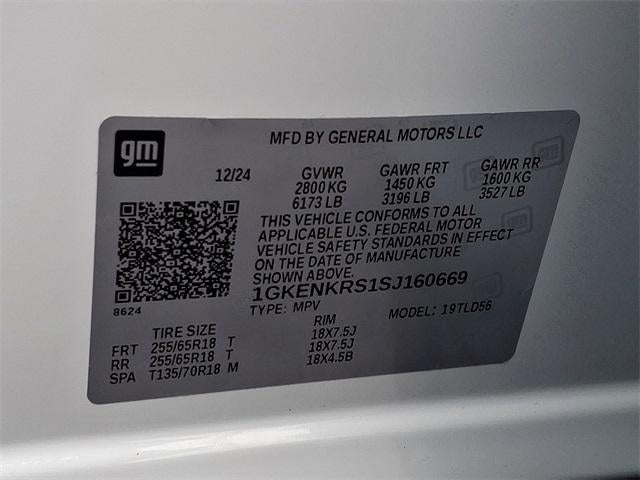 gm
MFD BY GENERAL MOTORS LLC
12/24 GVWR GAWR FRT GAWR RR
2800 KG 1450 KG 1600 KG
6173 LB 3196 LB 3527 LB
THIS VEHICLE CONFORMS TO ALL
APPLICABLE U.S. FEDERAL MOTOR
VEHICLE SAFETY STANDARDS IN EFFECT
ON THE DATE OF MANUFACTURE
SHOWN ABOVE.
1GKENKRS1SJ160669
8624 TYPE: MPV MODEL: 19TLD56
TIRE SIZE RIM
FRT 255/65R18 T 18X7.5J
RR 255/65R18 T 18X7.5J
SPA T135/70R18 M 18X4.5B